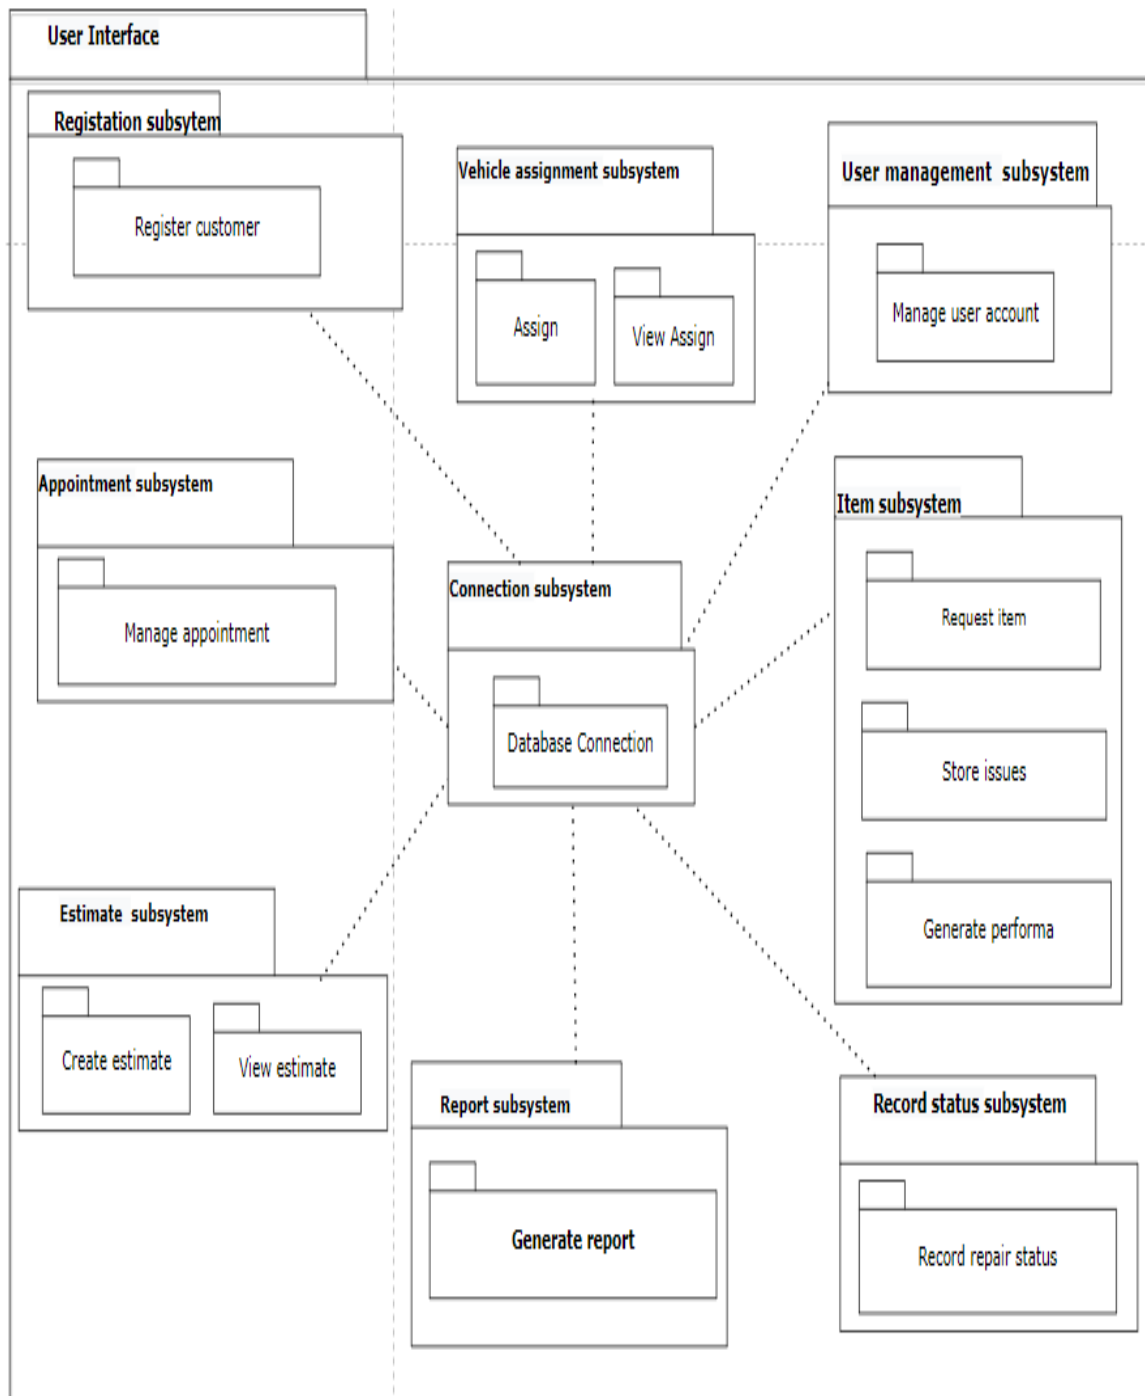 User Interface
Registation subsytem
Register customer
Vehicle assignment subsystem
Assign
View Assign
User management subsystem
Manage user account
Appointment subsystem
Manage appointment
Connection subsystem
Database Connection
Item subsystem
Request item
Store issues
Generate performa
Estimate subsystem
Create estimate
View estimate
Report subsystem
Generate report
Record status subsystem
Record repair status